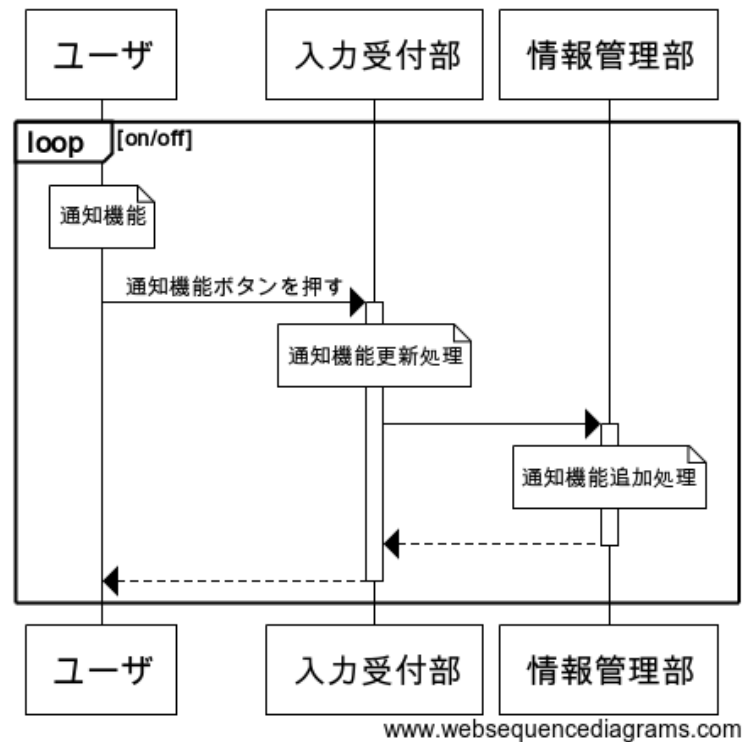 ユーザ
入力受付部
情報管理部
loop
[on/off]
通知機能
通知機能ボタンを押す
通知機能更新処理
通知機能追加処理
ユーザ
入力受付部
情報管理部
www.websequencediagrams.com